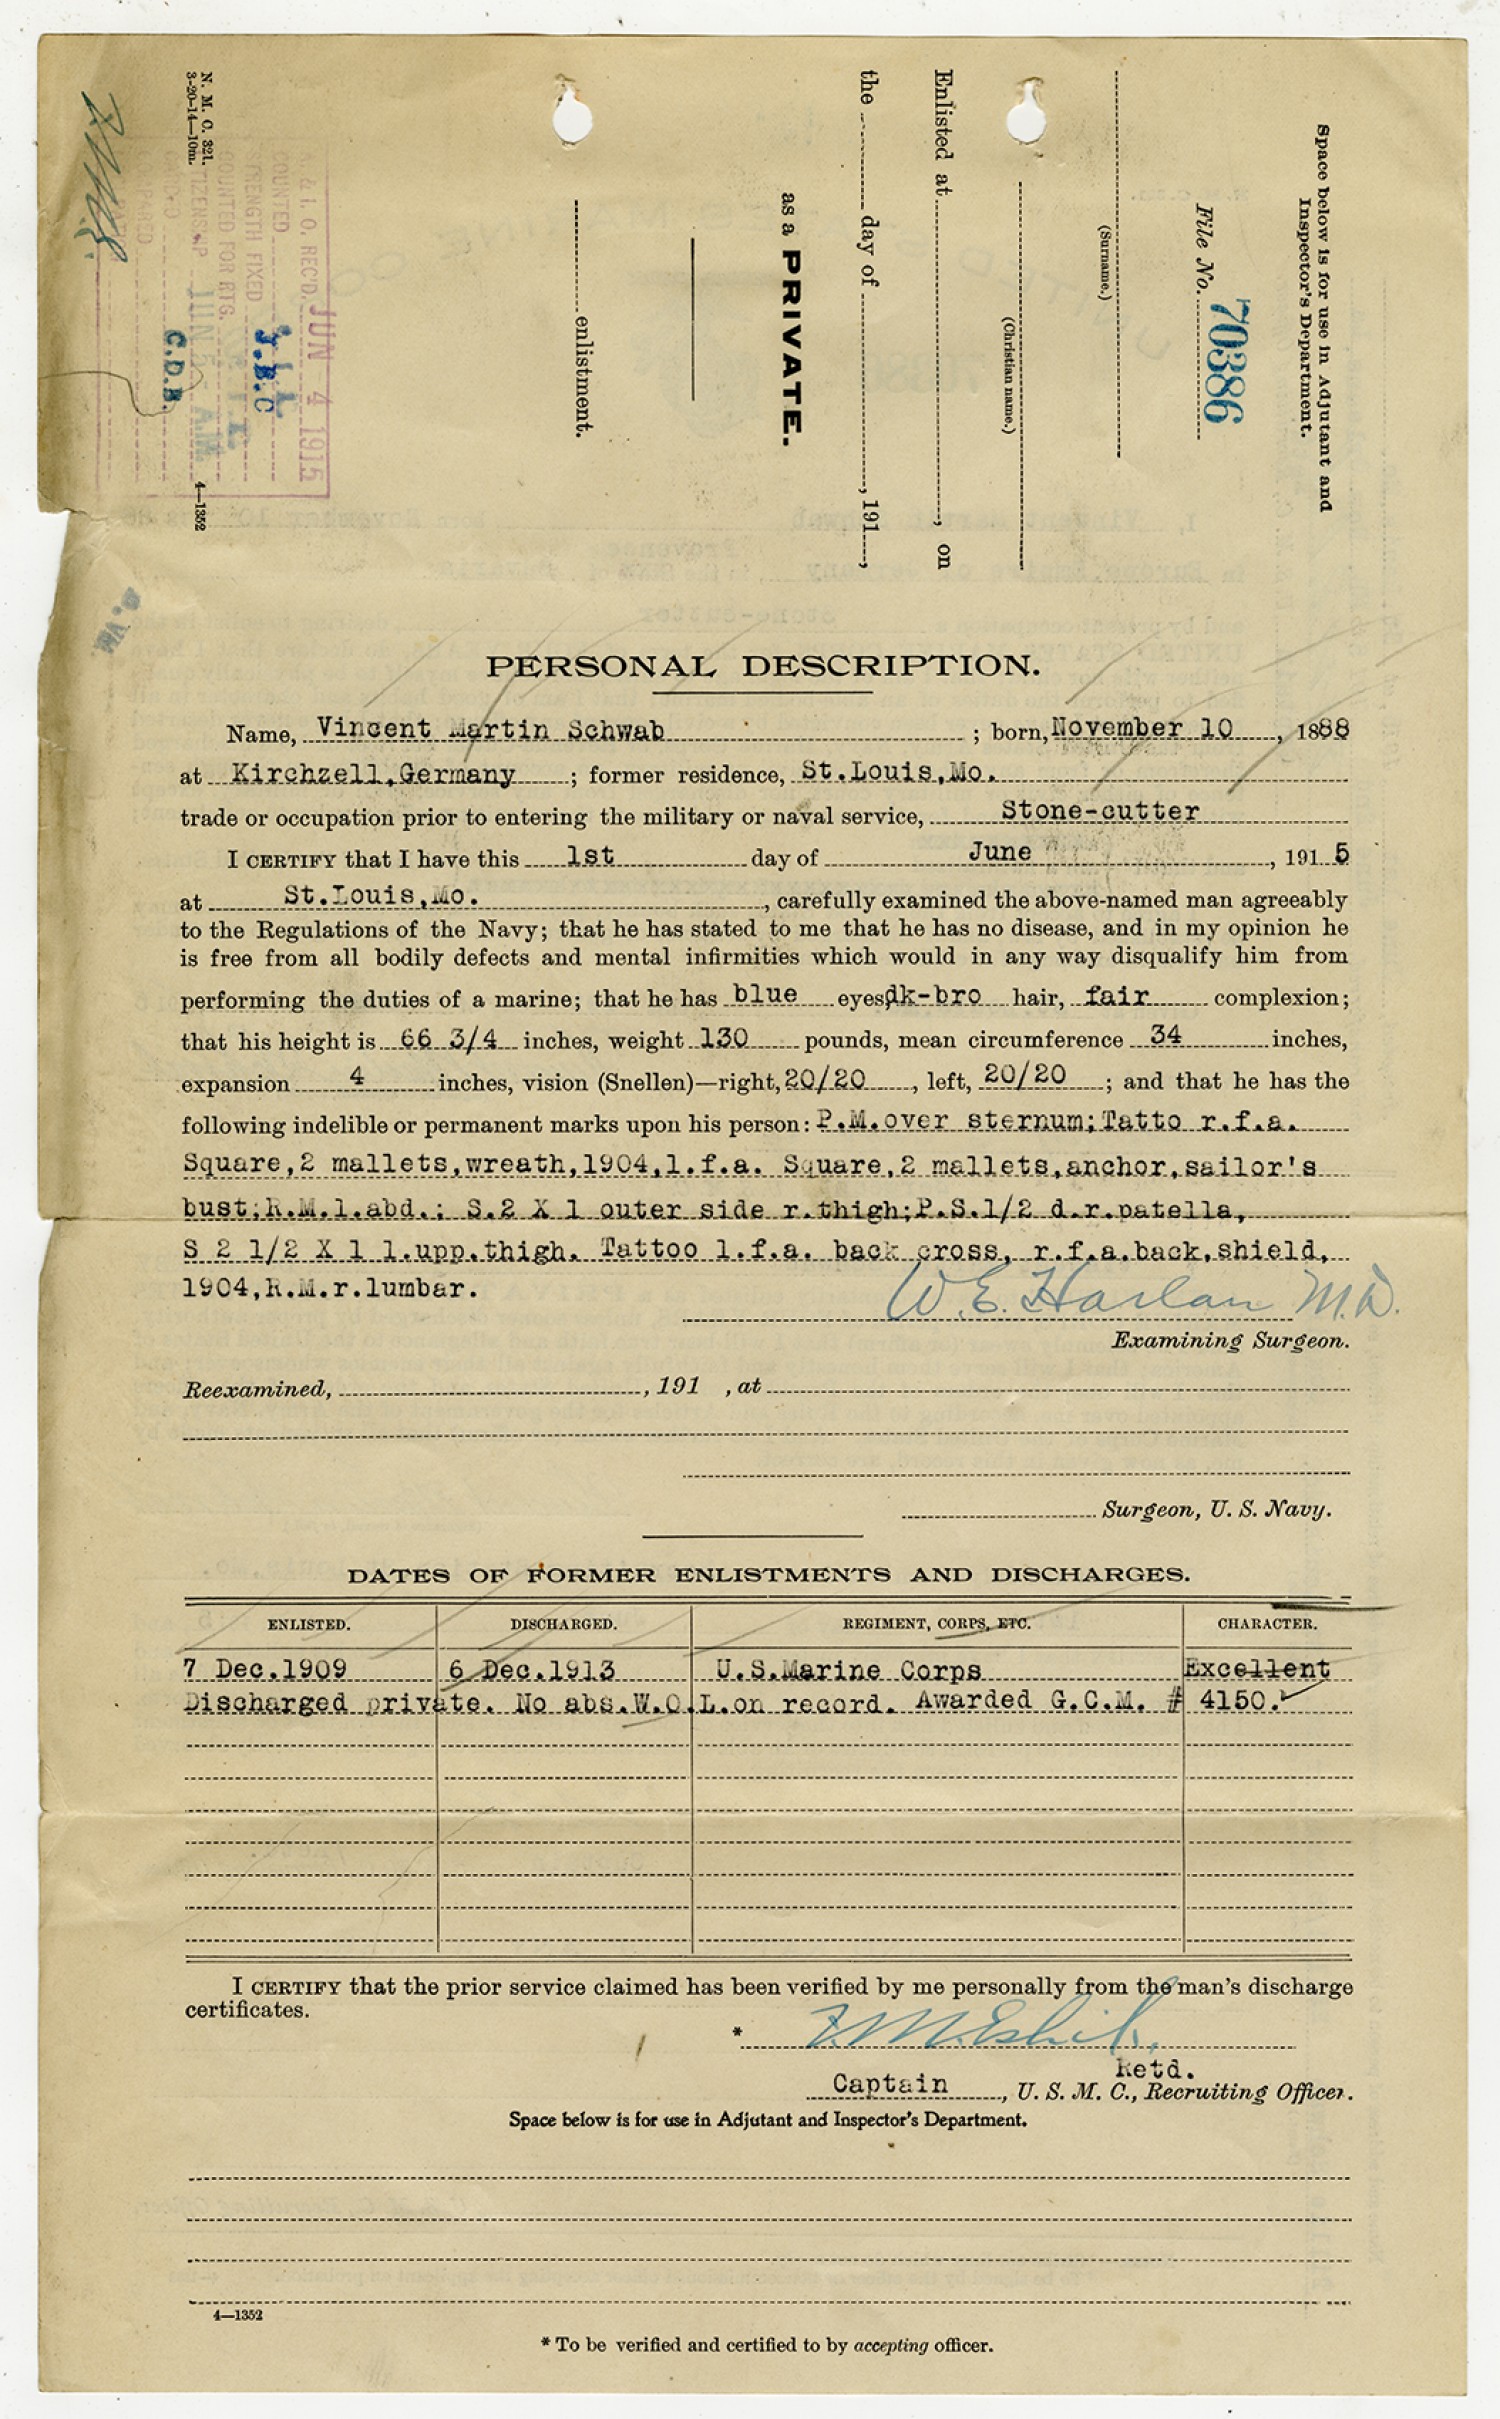 Space below is for use in Adjutant and
Inspector's Department.
File No. 70386
(Surname.)
(Christian name.)
Enlisted at , on
the day of , 191 ,
as a PRIVATE.
enlistment.
A. & I. O. REC'D. JUN 4 1915
COUNTED
STRENGTH FIXED J.B.C
COUNTED FOR RTG.
JUN 5 A.M.
C.D.B.
N. M. C. 321.
3-20-14—10m.
4—1352
PERSONAL DESCRIPTION.
Name, Vincent Martin Schwab ; born, November 10 , 1888
at Kirchzell,Germany ; former residence, St.Louis,Mo.
trade or occupation prior to entering the military or naval service, Stone-cutter
I CERTIFY that I have this 1st day of June , 191 5
at St.Louis,Mo. , carefully examined the above-named man agreeably
to the Regulations of the Navy; that he has stated to me that he has no disease, and in my opinion he
is free from all bodily defects and mental infirmities which would in any way disqualify him from
performing the duties of a marine; that he has blue eyes, dk-bro hair, fair complexion;
that his height is 66 3/4 inches, weight 130 pounds, mean circumference 34 inches,
expansion 4 inches, vision (Snellen)—right, 20/20 , left, 20/20 ; and that he has the
following indelible or permanent marks upon his person: P.M.over sternum;Tatto r.f.a.
Square,2 mallets,wreath,1904,l.f.a. Square,2 mallets,anchor,sailor's
bust;R.M.l.abd.; S.2 X 1 outer side r.thigh;P.S.1/2 d.r.patella,
S 2 1/2 X 1 l.upp.thigh. Tattoo l.f.a. back cross, r.f.a.back,shield,
1904,R.M.r.lumbar.
W. E. Harlan M.D.
Examining Surgeon.
Reexamined, , 191 , at
Surgeon, U. S. Navy.
DATES OF FORMER ENLISTMENTS AND DISCHARGES.
ENLISTED. DISCHARGED. REGIMENT, CORPS, ETC. CHARACTER.
7 Dec.1909 6 Dec.1913 U.S.Marine Corps Excellent
Discharged private. No abs.W.O.L.on record. Awarded G.C.M. # 4150.
I CERTIFY that the prior service claimed has been verified by me personally from the man's discharge
certificates.
*
Retd.
Captain , U. S. M. C., Recruiting Officer.
Space below is for use in Adjutant and Inspector's Department.
4—1352
* To be verified and certified to by accepting officer.